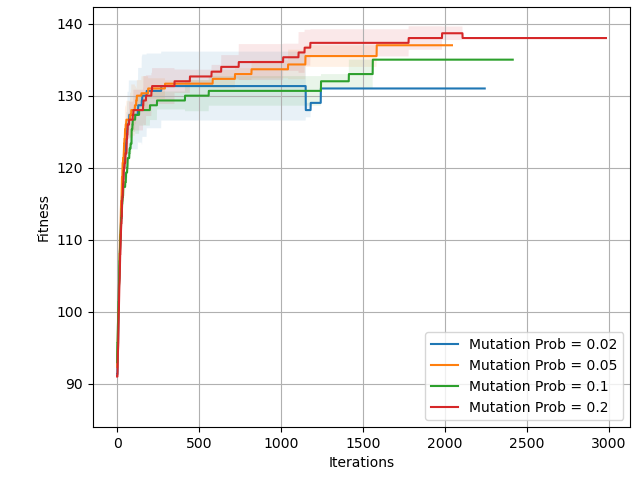 140
130
120
110
100
90
Fitness
0
500
1000
1500
2000
2500
3000
Iterations
Mutation Prob = 0.02
Mutation Prob = 0.05
Mutation Prob = 0.1
Mutation Prob = 0.2